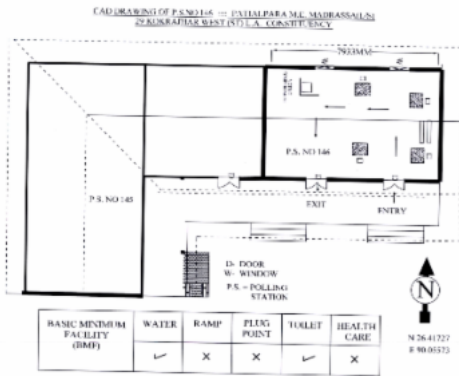 CAD DRAWING OF P.S.NO 146 :: PATIALPARA M.E. MADRASSA(L/S)
29 KOKRAJHAR WEST (ST) L.A. CONSTITUENCY
7933MM
W
W
P.S. NO 146
P.S. NO 145
D
D
D
EXIT
ENTRY
D- DOOR
W- WINDOW
P.S. = POLLING
STATION
N
BASIC MINIMUM FACILITY (BMF) WATER RAMP PLUG POINT TOILET HEALTH CARE
✓ X X ✓ X
N 26.41727
E 90.05573